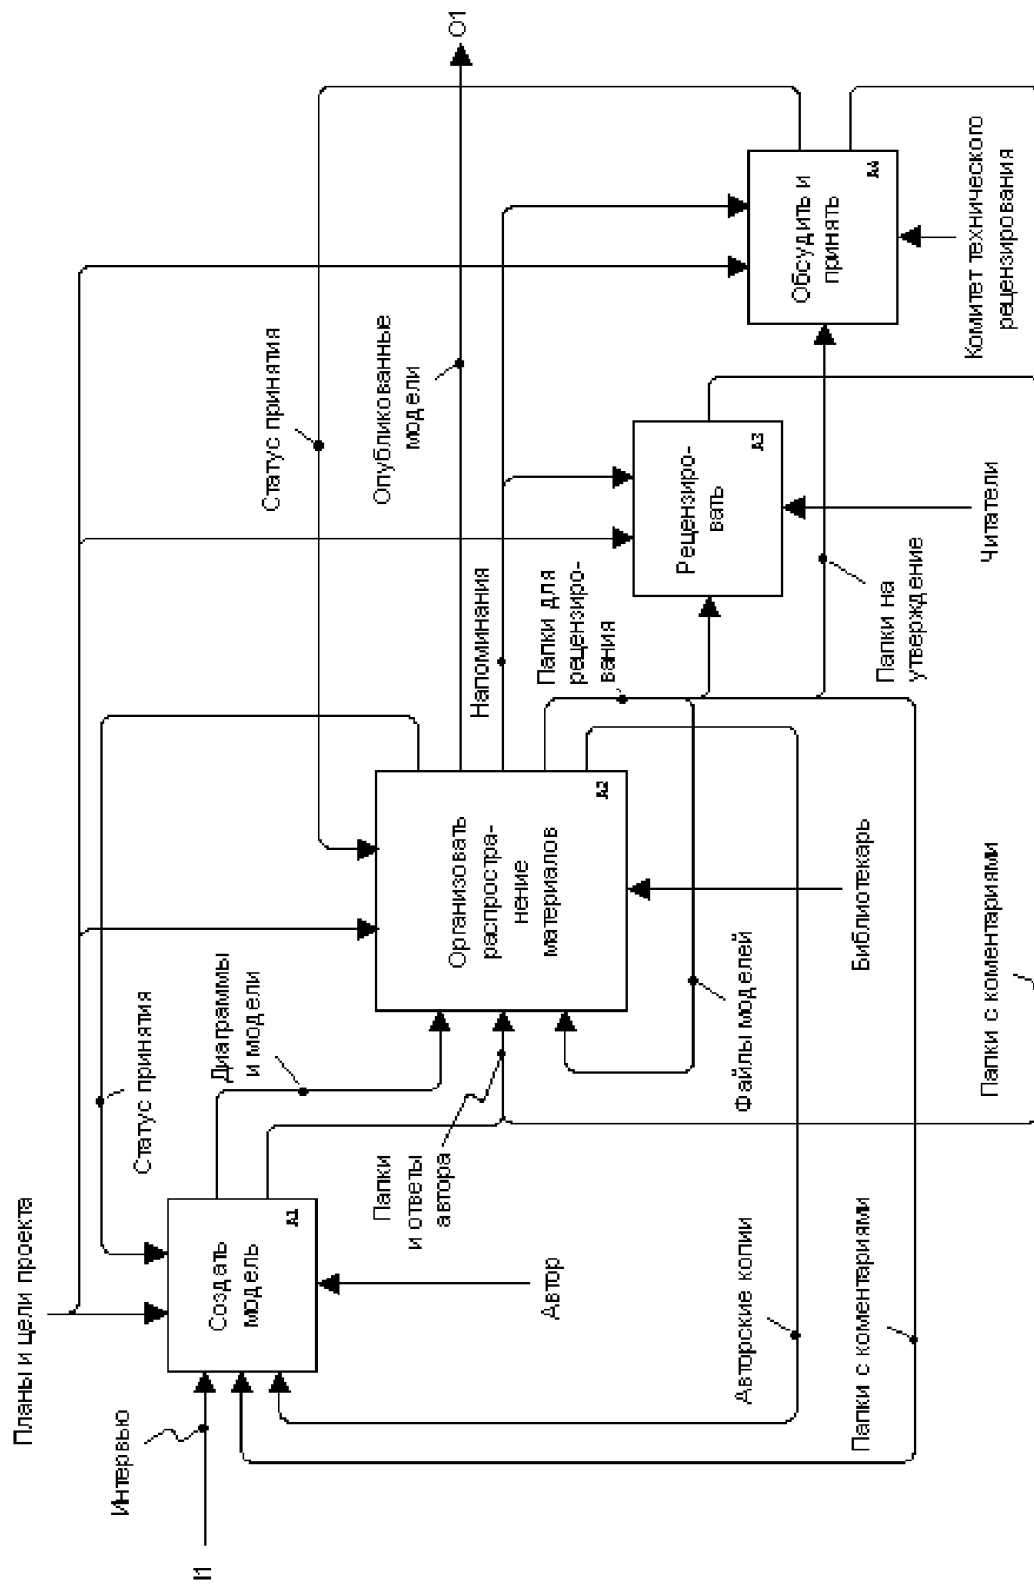 Планы и цели проекта
Интервью
I1
Статус принятия
Создать
модель
A1
Автор
Диаграммы
и модели
Папки
и ответы
автора
Авторские копии
Папки с коментариями
Организовать
распростра-
нение
материалов
A2
Библиотекарь
Файлы моделей
Статус принятия
Опубликованные
модели
O1
Напоминания
Папки для
рецензиро-
вания
Рецензиро-
вать
A3
Читатели
Папки на
утверждение
Папки с коментариями
Обсудить и
принять
A4
Комитет технического
рецензирования